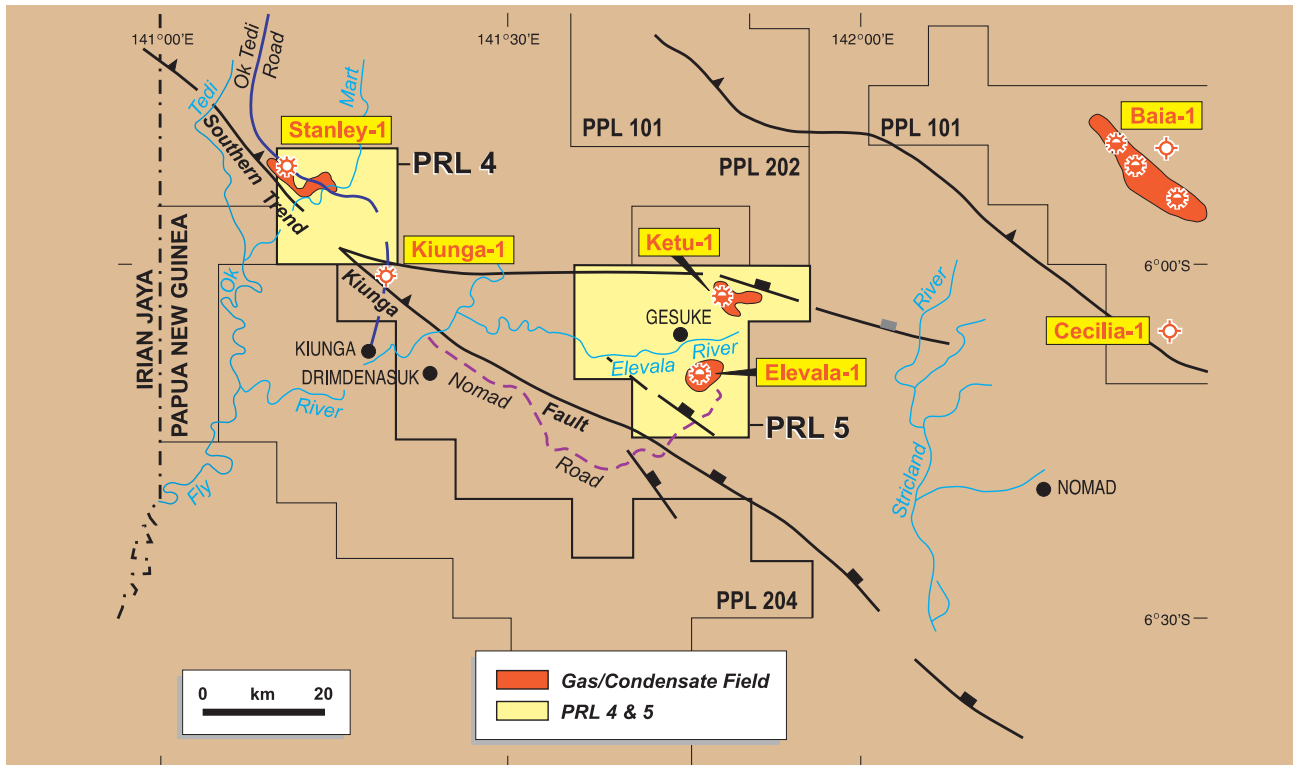 141°00'E
141°30'E
142°00'E
Ok Tedi
Road
Tedi
Mart
Southern
Trend
Stanley-1
PRL 4
PPL 101
PPL 202
PPL 101
Baia-1
Kiunga-1
Ketu-1
6°00'S
IRIAN JAYA
PAPUA NEW GUINEA
Ok
Kiunga
Fault
GESUKE
River
Cecilia-1
KIUNGA
DRIMDENASUK
Elevala
River
Elevala-1
River
Nomad
Road
PRL 5
Fly
Stricland
NOMAD
PPL 204
6°30'S
0 km 20
Gas/Condensate Field
PRL 4 & 5